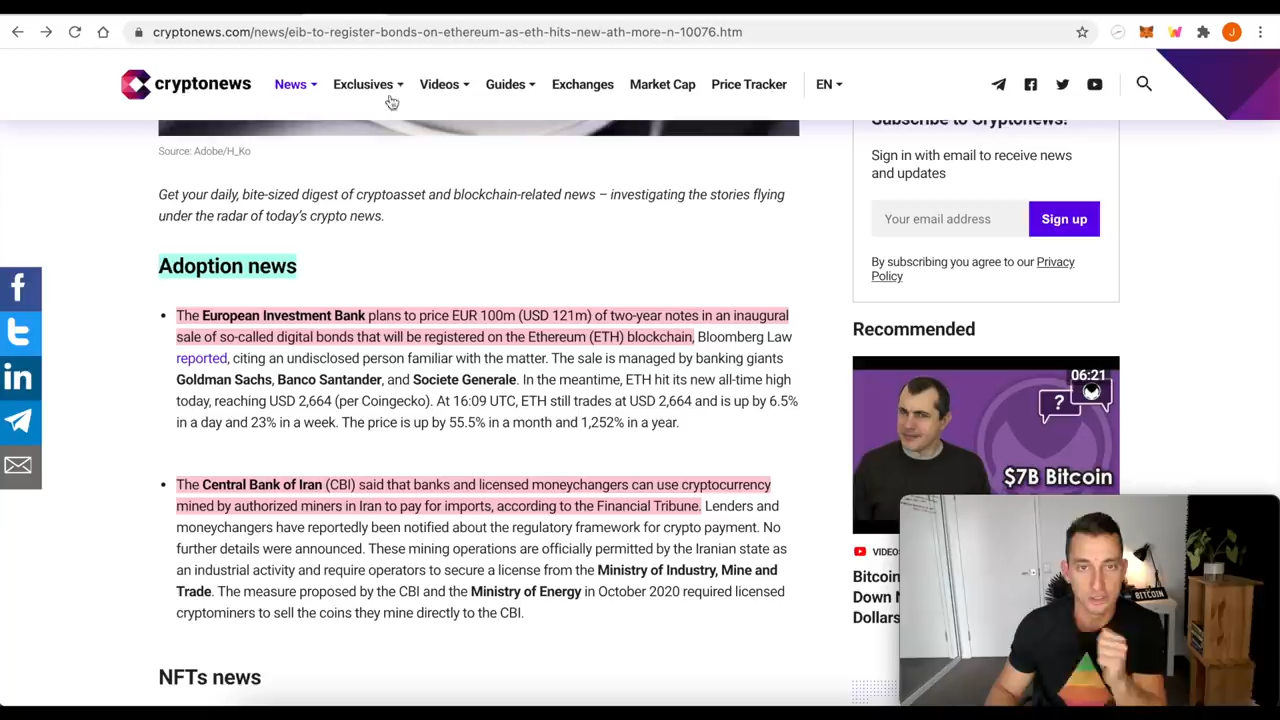 cryptonews.com/news/eib-to-register-bonds-on-ethereum-as-eth-hits-new-ath-more-n-10076.htm
J
cryptonews
News
Exclusives
Videos
Guides
Exchanges
Market Cap
Price Tracker
EN
Source: Adobe/H_Ko
Get your daily, bite-sized digest of cryptoasset and blockchain-related news – investigating the stories flying
under the radar of today's crypto news.
Adoption news
The European Investment Bank plans to price EUR 100m (USD 121m) of two-year notes in an inaugural
sale of so-called digital bonds that will be registered on the Ethereum (ETH) blockchain, Bloomberg Law
reported, citing an undisclosed person familiar with the matter. The sale is managed by banking giants
Goldman Sachs, Banco Santander, and Societe Generale. In the meantime, ETH hit its new all-time high
today, reaching USD 2,664 (per Coingecko). At 16:09 UTC, ETH still trades at USD 2,664 and is up by 6.5%
in a day and 23% in a week. The price is up by 55.5% in a month and 1,252% in a year.
The Central Bank of Iran (CBI) said that banks and licensed moneychangers can use cryptocurrency
mined by authorized miners in Iran to pay for imports, according to the Financial Tribune. Lenders and
moneychangers have reportedly been notified about the regulatory framework for crypto payment. No
further details were announced. These mining operations are officially permitted by the Iranian state as
an industrial activity and require operators to secure a license from the Ministry of Industry, Mine and
Trade. The measure proposed by the CBI and the Ministry of Energy in October 2020 required licensed
cryptominers to sell the coins they mine directly to the CBI.
NFTs news
Subscribe to Cryptonews!
Sign in with email to receive news
and updates
Your email address
Sign up
By subscribing you agree to our Privacy
Policy
Recommended
06:21
?
$7B Bitcoin
VIDEOS
Bitcoin
Down
Dollars
BITCOIN